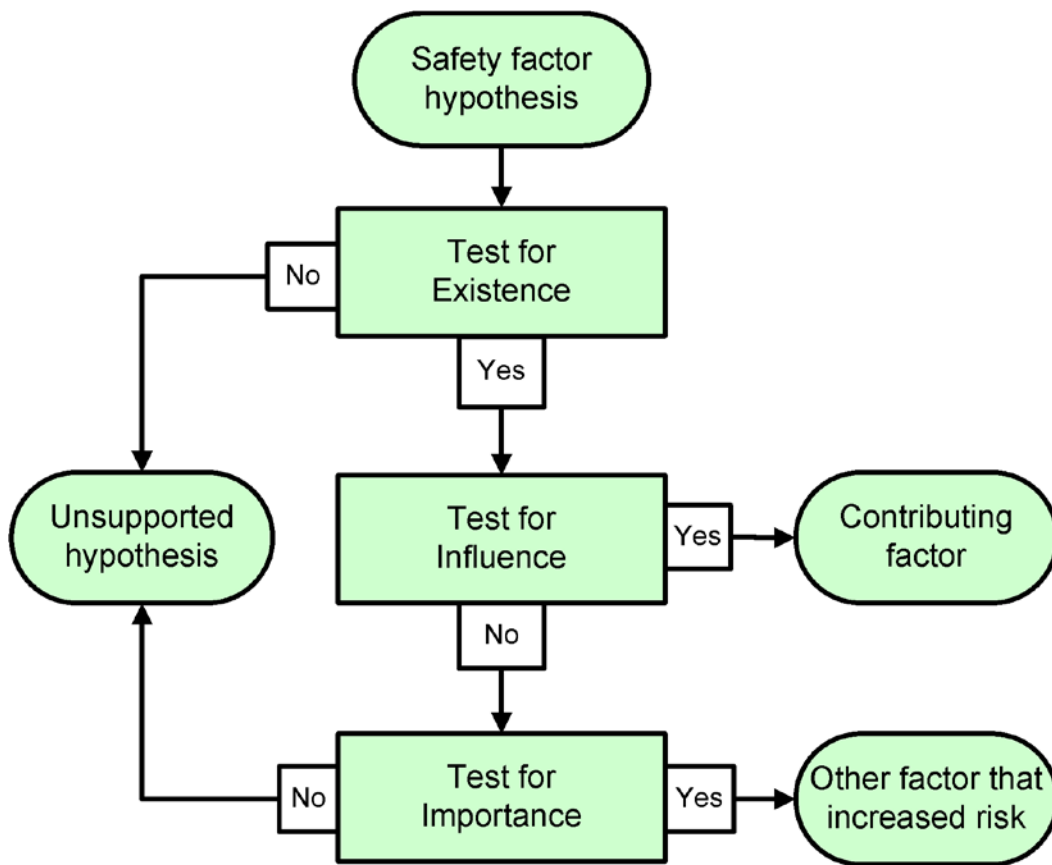 Safety factor
hypothesis
Test for
Existence
No
Yes
Unsupported
hypothesis
Test for
Influence
Yes
Contributing
factor
No
Test for
Importance
No
Yes
Other factor that
increased risk